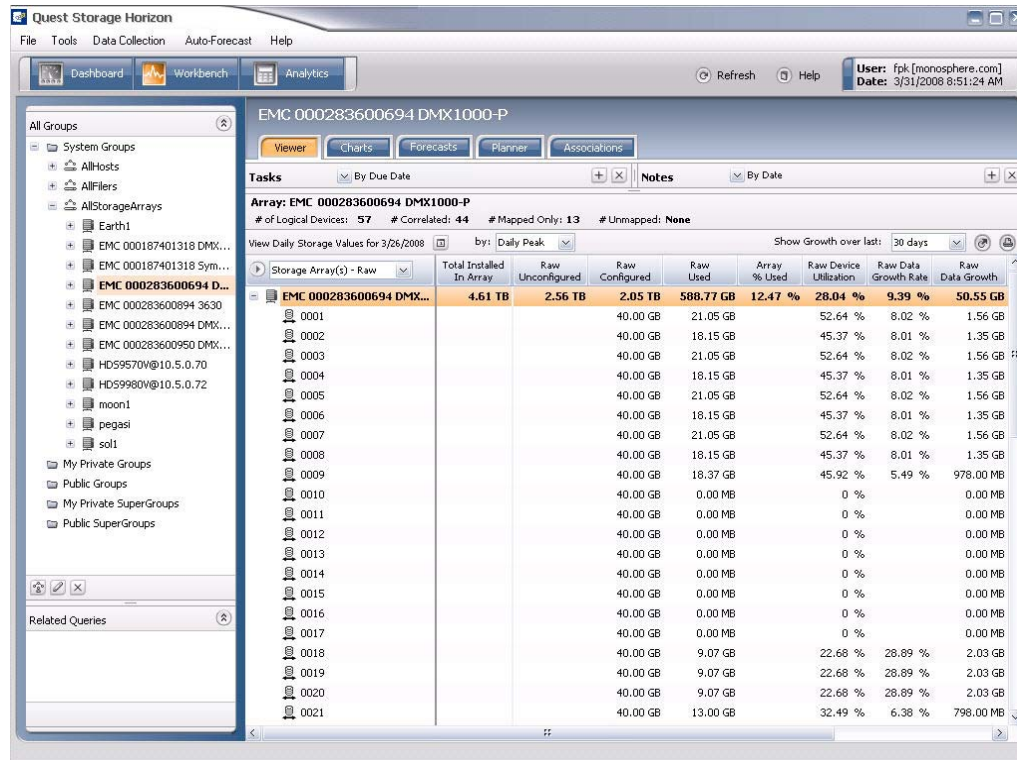 Quest Storage Horizon
File Tools Data Collection Auto-Forecast Help
Dashboard Workbench Analytics
Refresh Help
User: fpk [monosphere.com]
Date: 3/31/2008 8:51:24 AM
All Groups
System Groups
AllHosts
AllFilers
AllStorageArrays
Earth1
EMC 000187401318 DMX...
EMC 000187401318 Sym...
EMC 000283600694 D...
EMC 000283600894 3630
EMC 000283600894 DMX...
EMC 000283600950 DMX...
HDS9570V@10.5.0.70
HDS9980V@10.5.0.72
moon1
pegasi
sol1
My Private Groups
Public Groups
My Private SuperGroups
Public SuperGroups
Related Queries
EMC 000283600694 DMX1000-P
Viewer Charts Forecasts Planner Associations
Tasks By Due Date Notes By Date
Array: EMC 000283600694 DMX1000-P
# of Logical Devices: 57 # Correlated: 44 # Mapped Only: 13 # Unmapped: None
View Daily Storage Values for 3/26/2008 by: Daily Peak Show Growth over last: 30 days
Storage Array(s) - Raw Total Installed In Array Raw Unconfigured Raw Configured Raw Used Array % Used Raw Device Utilization Raw Data Growth Rate Raw Data Growth
EMC 000283600694 DMX... 4.61 TB 2.56 TB 2.05 TB 588.77 GB 12.47 % 28.04 % 9.39 % 50.55 GB
0001 40.00 GB 21.05 GB 52.64 % 8.02 % 1.56 GB
0002 40.00 GB 18.15 GB 45.37 % 8.01 % 1.35 GB
0003 40.00 GB 21.05 GB 52.64 % 8.02 % 1.56 GB
0004 40.00 GB 18.15 GB 45.37 % 8.01 % 1.35 GB
0005 40.00 GB 21.05 GB 52.64 % 8.02 % 1.56 GB
0006 40.00 GB 18.15 GB 45.37 % 8.01 % 1.35 GB
0007 40.00 GB 21.05 GB 52.64 % 8.02 % 1.56 GB
0008 40.00 GB 18.15 GB 45.37 % 8.01 % 1.35 GB
0009 40.00 GB 18.37 GB 45.92 % 5.49 % 978.00 MB
0010 40.00 GB 0.00 MB 0 % 0.00 MB
0011 40.00 GB 0.00 MB 0 % 0.00 MB
0012 40.00 GB 0.00 MB 0 % 0.00 MB
0013 40.00 GB 0.00 MB 0 % 0.00 MB
0014 40.00 GB 0.00 MB 0 % 0.00 MB
0015 40.00 GB 0.00 MB 0 % 0.00 MB
0016 40.00 GB 0.00 MB 0 % 0.00 MB
0017 40.00 GB 0.00 MB 0 % 0.00 MB
0018 40.00 GB 9.07 GB 22.68 % 28.89 % 2.03 GB
0019 40.00 GB 9.07 GB 22.68 % 28.89 % 2.03 GB
0020 40.00 GB 9.07 GB 22.68 % 28.89 % 2.03 GB
0021 40.00 GB 13.00 GB 32.49 % 6.38 % 798.00 MB